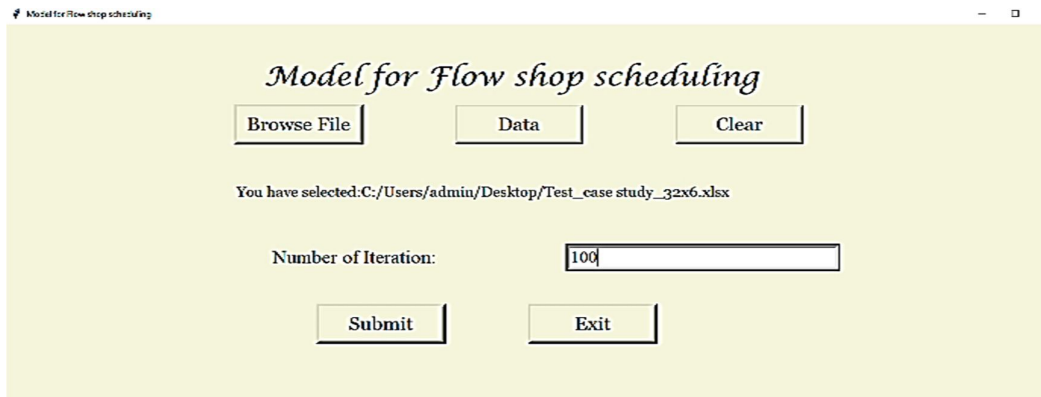 Model for Flow shop scheduling
Model for Flow shop scheduling
Browse File Data Clear
You have selected:C:/Users/admin/Desktop/Test_case study_32x6.xlsx
Number of Iteration: 100
Submit Exit